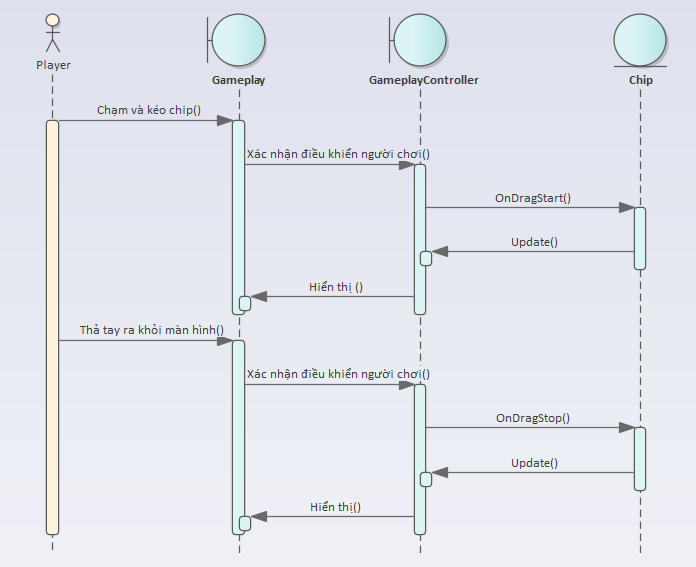 Player
Gameplay
GameplayController
Chip
Chạm và kéo chip()
Xác nhận điều khiển người chơi()
OnDragStart()
Update()
Hiển thị ()
Thả tay ra khỏi màn hình()
Xác nhận điều khiển người chơi()
OnDragStop()
Update()
Hiển thị()